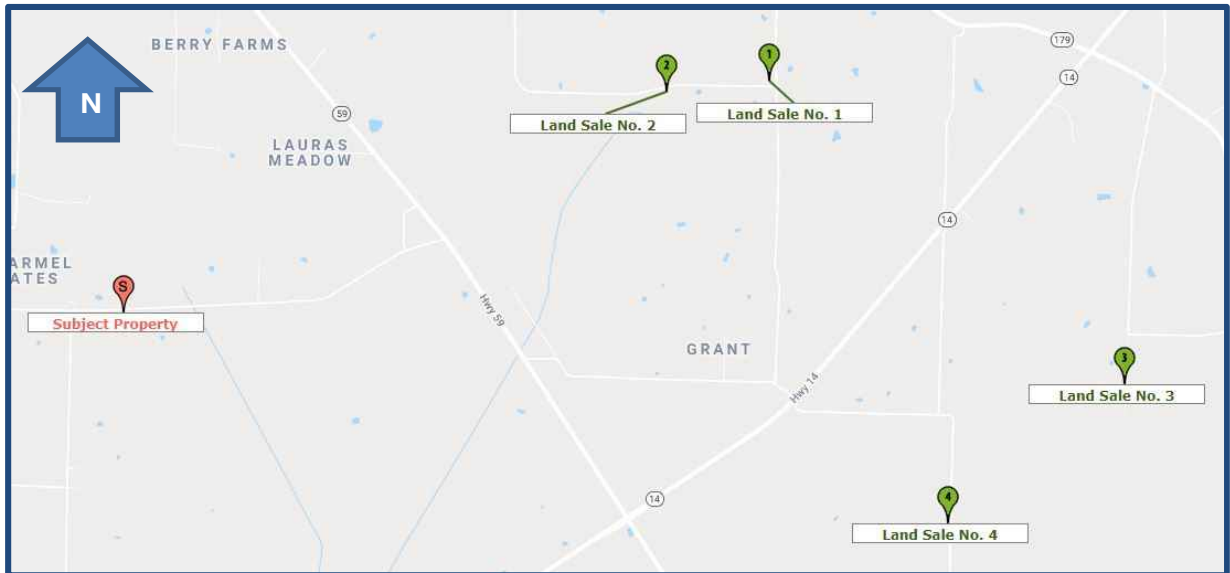 BERRY FARMS
N
2
1
179
14
59
Land Sale No. 2
Land Sale No. 1
LAURAS
MEADOW
14
ARMEL
ATES
S
Subject Property
Hwy 59
GRANT
3
Hwy 14
Land Sale No. 3
14
4
Land Sale No. 4